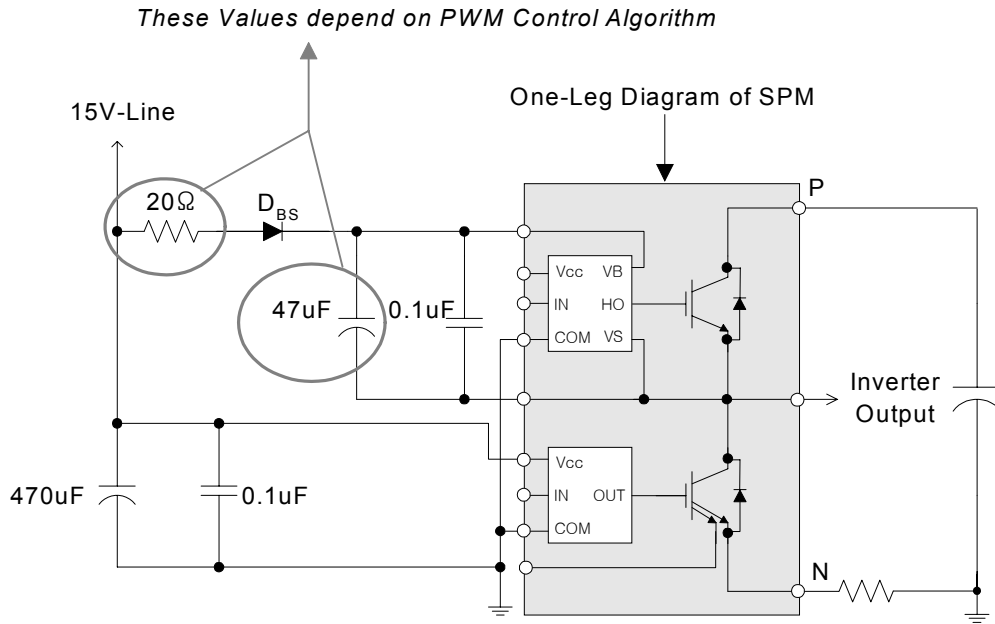 These Values depend on PWM Control Algorithm
One-Leg Diagram of SPM
15V-Line
P
20Ω
DBS
Vcc
VB
IN
HO
COM
VS
47uF
0.1uF
Inverter
Output
Vcc
IN
OUT
COM
470uF
0.1uF
N